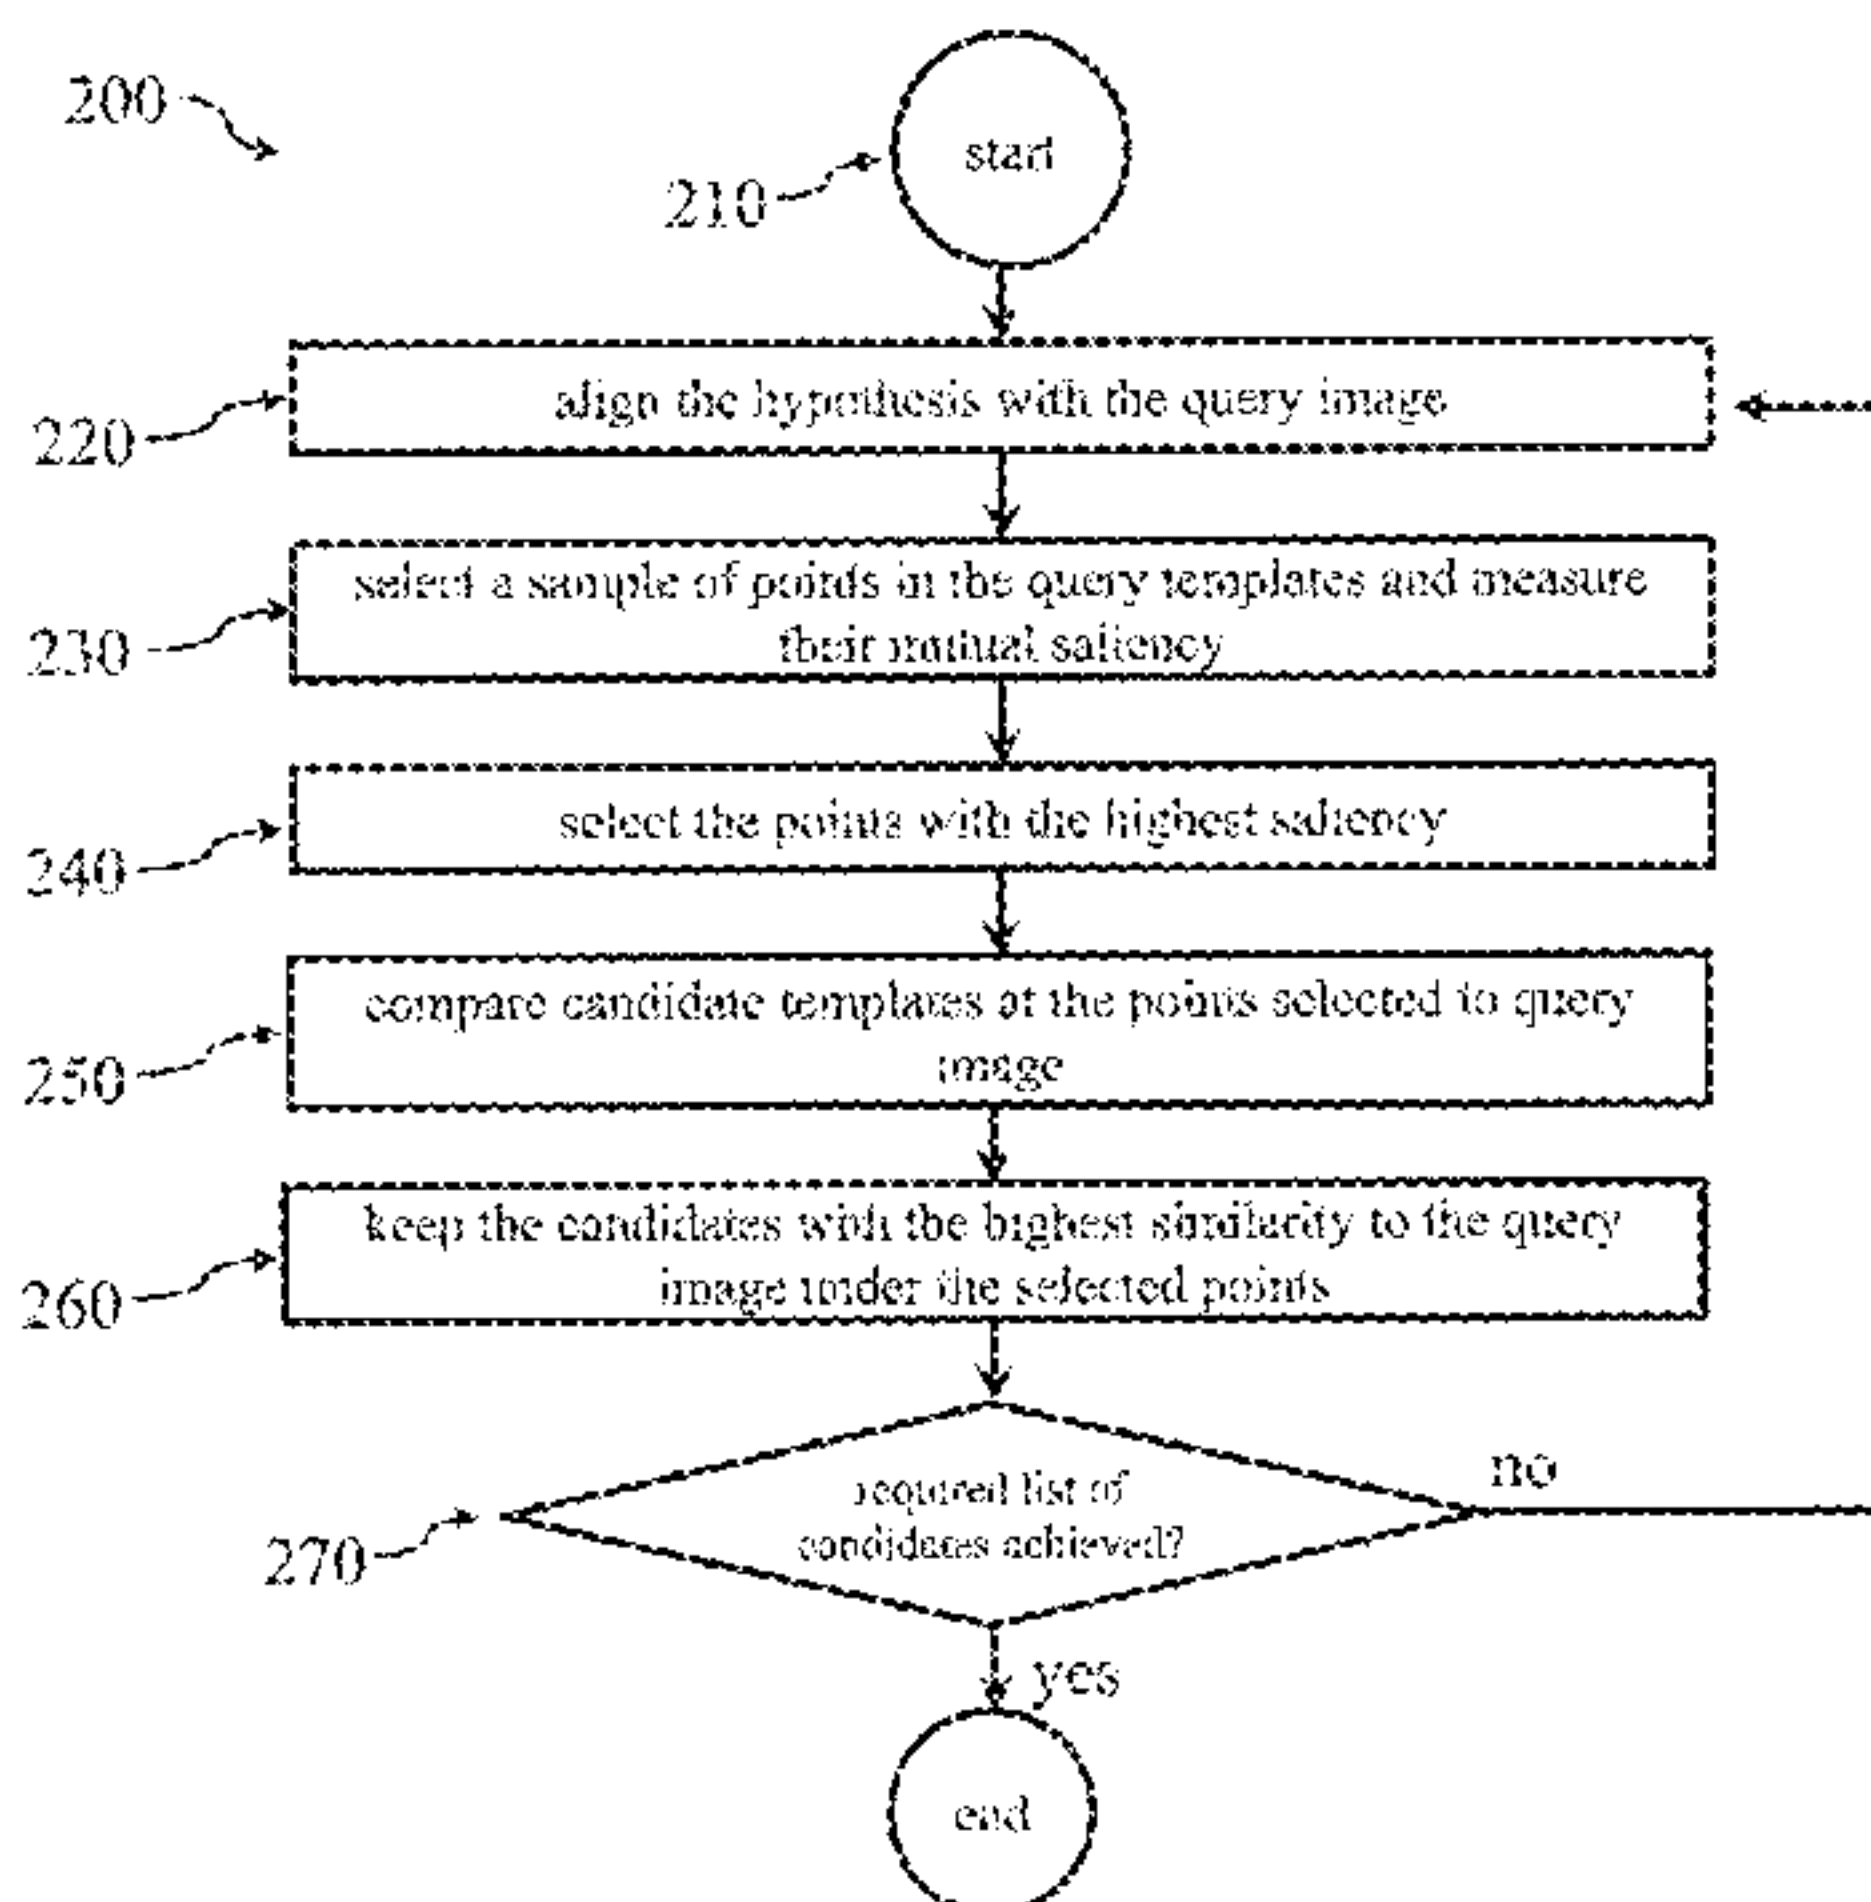 200
start
210
align the hypothesis with the query image
220
select a sample of points in the query templates and measure
their mutual saliency
230
select the points with the highest saliency
240
compare candidate templates at the points selected to query
image
250
keep the candidates with the highest similarity to the query
image under the selected points
260
no
required list of
candidates achieved?
270
yes
end